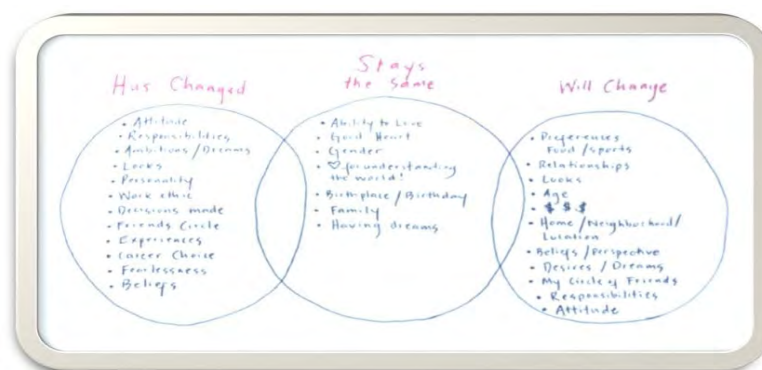 Has Changed
• Attitude
• Responsibilities
• Ambitions/Dreams
• Looks
• Personality
• Work ethic
• Decisions made
• Friends Circle
• Experiences
• Career Choice
• Fearlessness
• Beliefs
Stays
the Same
• Ability to Love
• Good Heart
• Gender
• ♡ for understanding
the world!
• Birthplace / Birthday
• Family
• Having dreams
Will Change
• Preferences
Food / sports
• Relationships
• Looks
• Age
• $ $ $
• Home / Neighborhood /
Location
• Beliefs / Perspective
• Desires / Dreams
• My Circle of Friends
• Responsibilities
• Attitude